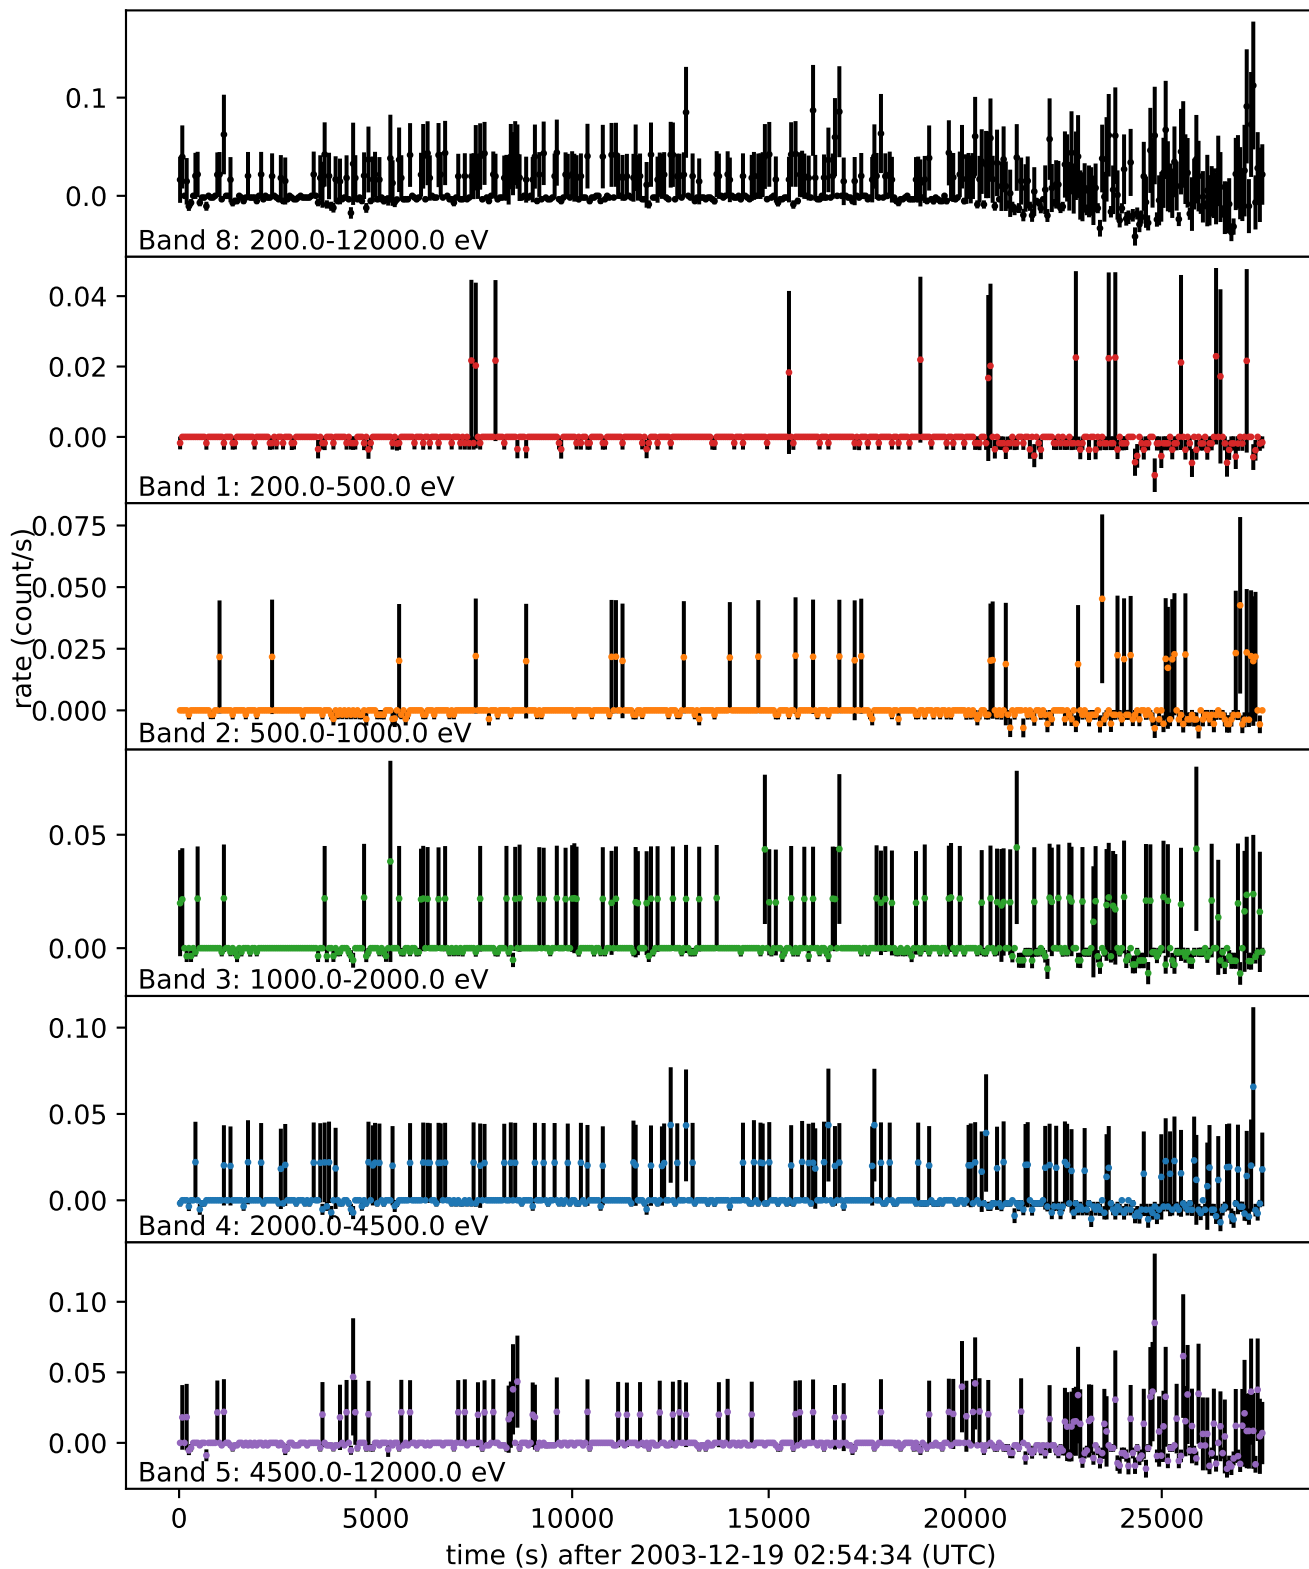 0.1
0.0
Band 8: 200.0-12000.0 eV
0.04
0.02
0.00
Band 1: 200.0-500.0 eV
rate (count/s)
0.075
0.050
0.025
0.000
Band 2: 500.0-1000.0 eV
0.05
0.00
Band 3: 1000.0-2000.0 eV
0.10
0.05
0.00
Band 4: 2000.0-4500.0 eV
0.10
0.05
0.00
Band 5: 4500.0-12000.0 eV
0 5000 10000 15000 20000 25000
time (s) after 2003-12-19 02:54:34 (UTC)